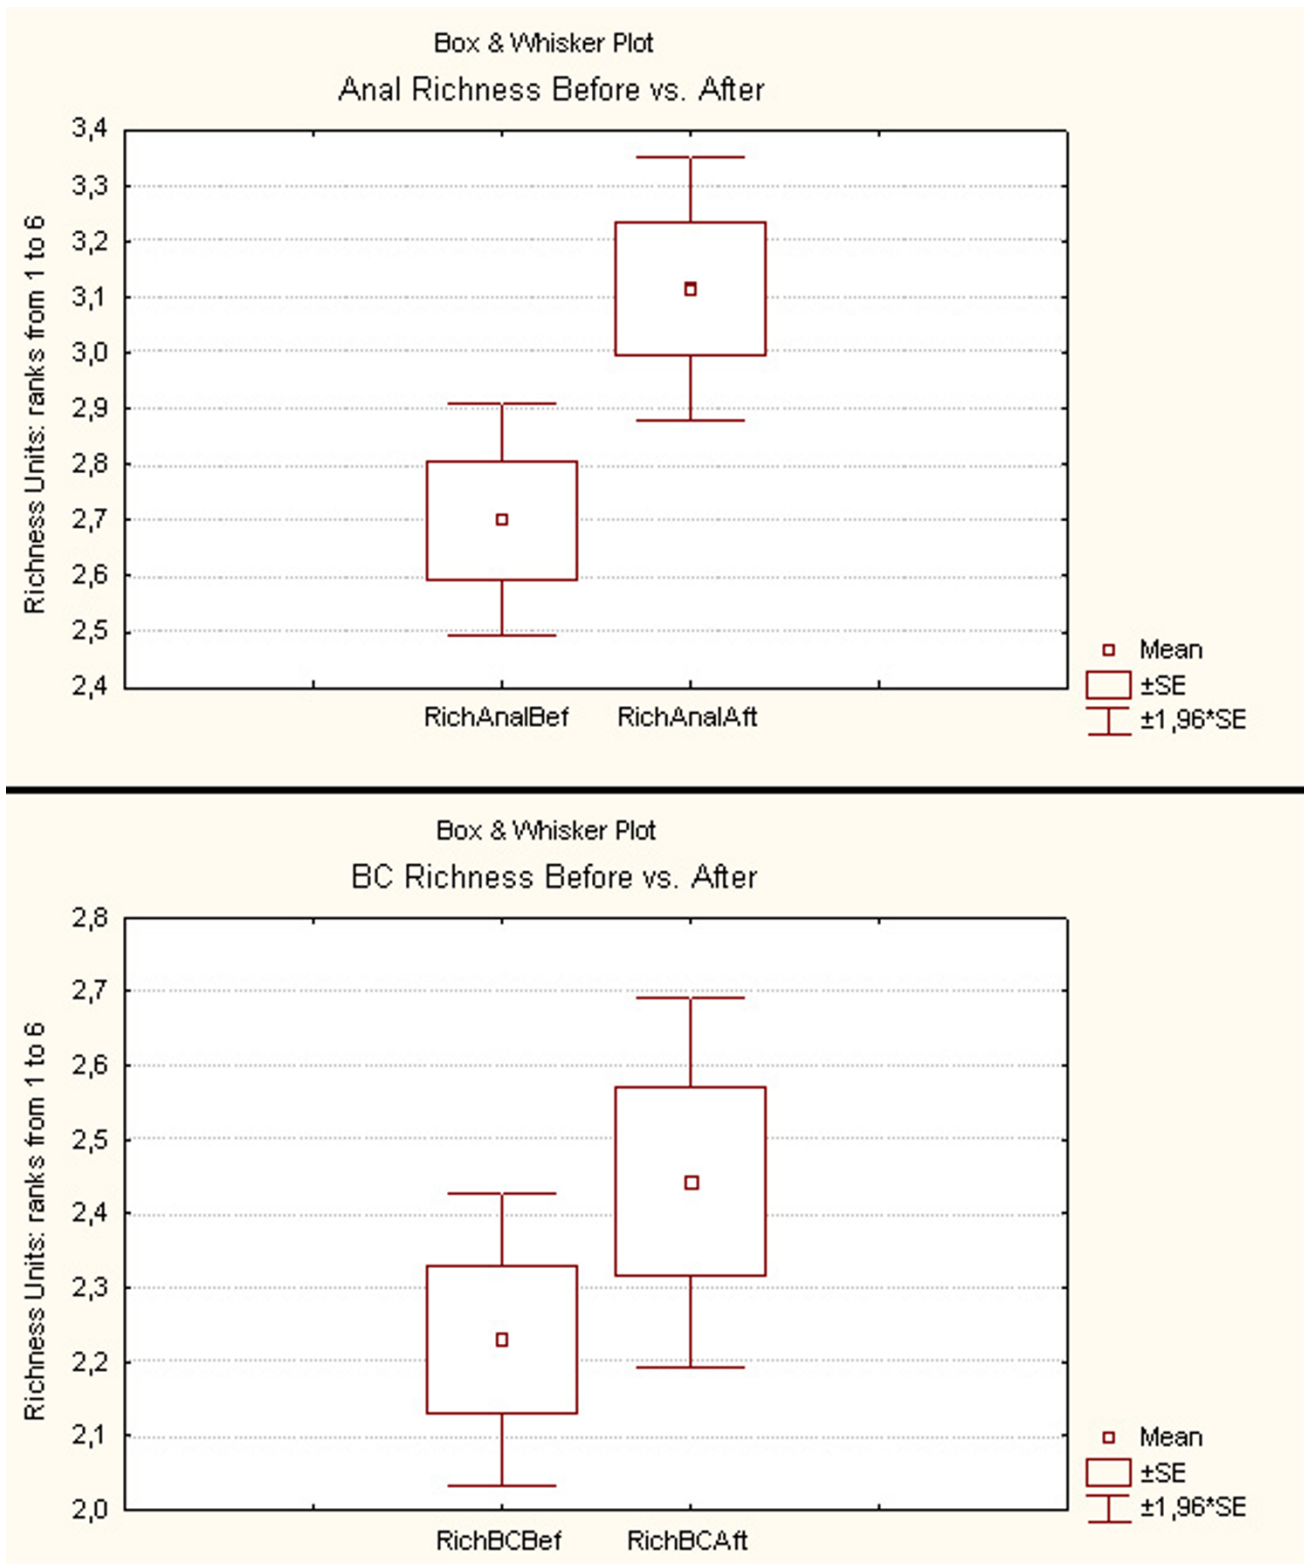 Box & Whisker Plot
Anal Richness Before vs. After
Richness Units: ranks from 1 to 6
3,4
3,3
3,2
3,1
3,0
2,9
2,8
2,7
2,6
2,5
2,4
RichAnalBef
RichAnalAft
Mean
±SE
±1,96*SE
Box & Whisker Plot
BC Richness Before vs. After
Richness Units: ranks from 1 to 6
2,8
2,7
2,6
2,5
2,4
2,3
2,2
2,1
2,0
RichBCBef
RichBCAft
Mean
±SE
±1,96*SE